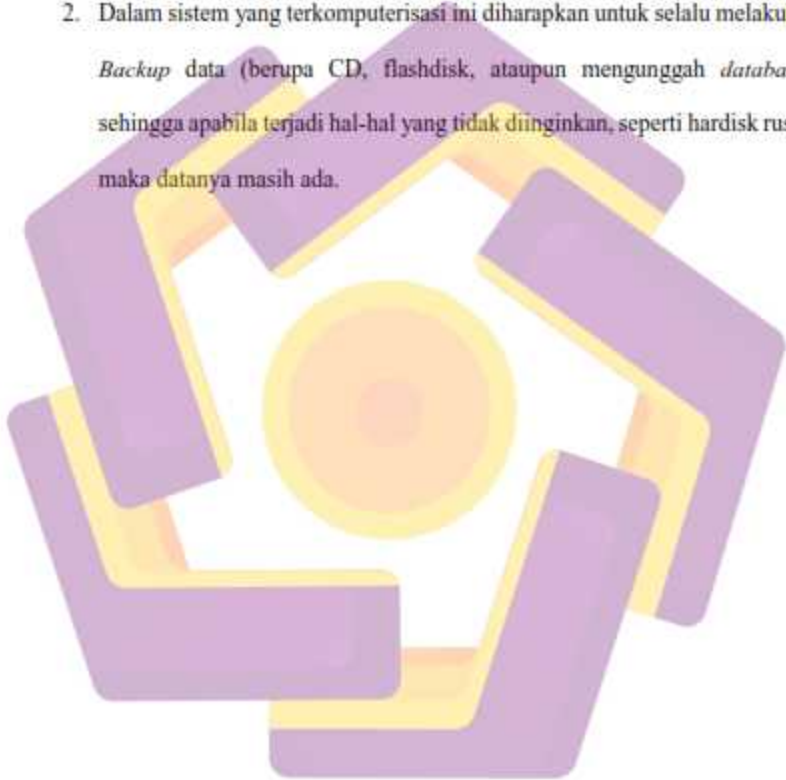 2. Dalam sistem yang terkomputerisasi ini diharapkan untuk selalu melaku
Backup data (berupa CD, flashdisk, ataupun mengunggah databa
sehingga apabila terjadi hal-hal yang tidak diinginkan, seperti hardisk rus
maka datanya masih ada.